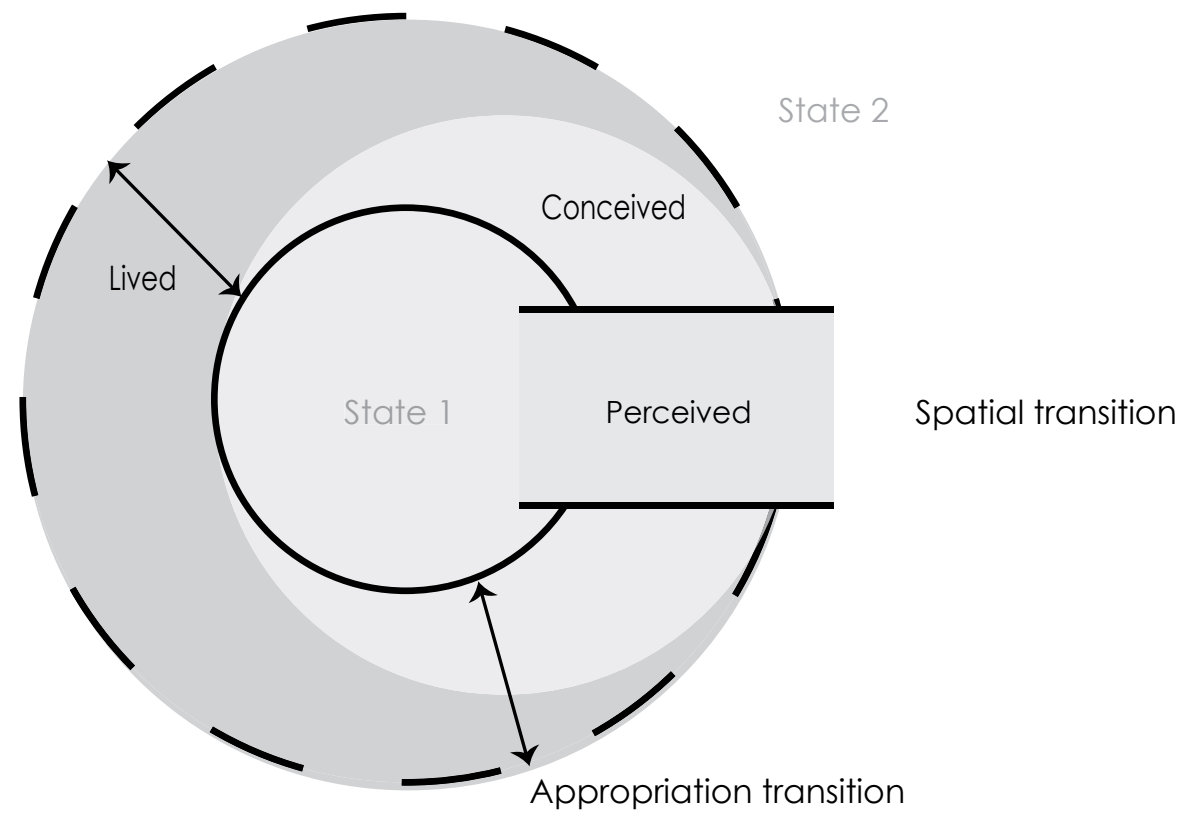 State 2
Conceived
Lived
State 1
Perceived
Spatial transition
Appropriation transition